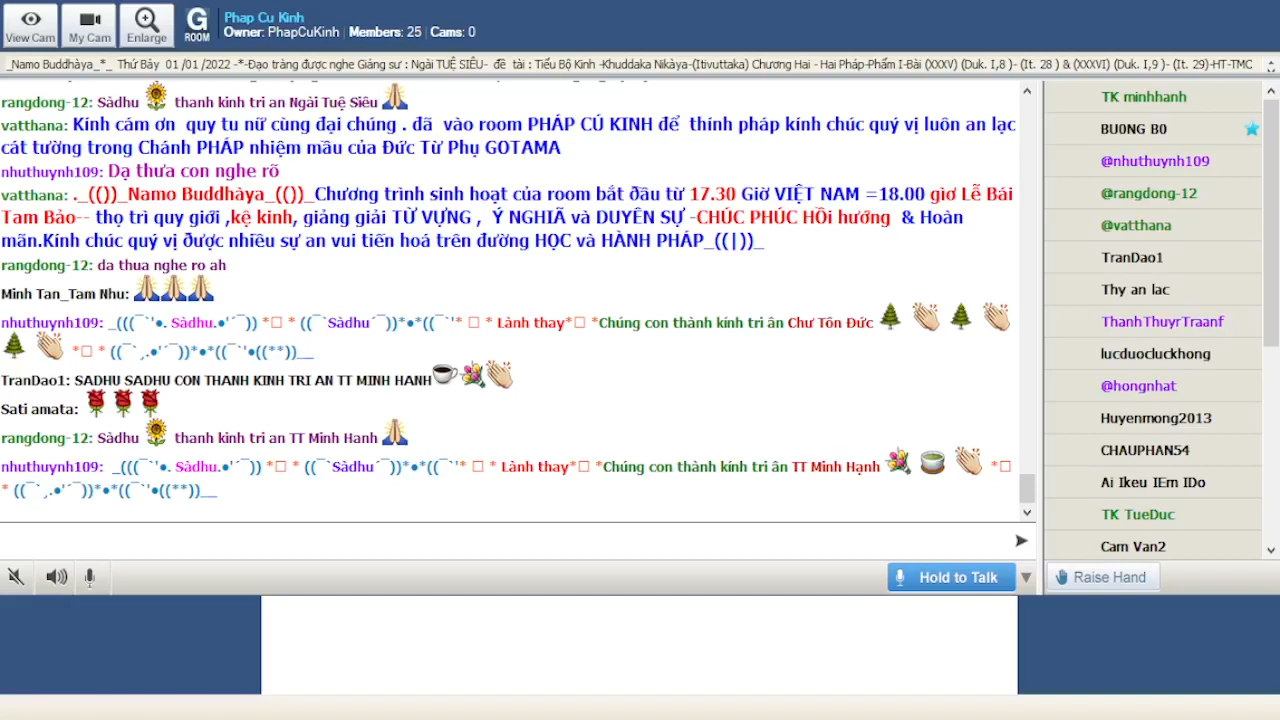 View Cam
My Cam
Enlarge
G
ROOM
Phap Cu Kinh
Owner: PhapCuKinh | Members: 25 | Cams: 0
_Namo Buddhàya_*_ Thứ Bảy 01 /01 /2022 -*-Đạo tràng được nghe Giảng sư : Ngài TUỆ SIÊU- đề tài : Tiểu Bộ Kinh -Khuddaka Nikàya-(Itivuttaka) Chương Hai - Hai Pháp-Phẩm I-Bài (XXXV) (Duk. I,8 )- (It. 28 ) & (XXXVI) (Duk. I,9 )- (It. 29)-HT-TMC
rangdong-12: Sàdhu 🌻 thanh kinh tri an Ngài Tuệ Siêu 🙏
vatthana: Kính cám ơn quy tu nữ cùng đại chúng . đã vào room PHÁP CÚ KINH để thính pháp kính chúc quý vị luôn an lạc
cát tường trong Chánh PHÁP nhiệm mầu của Đức Từ Phụ GOTAMA
nhuthuynh109: Dạ thưa con nghe rõ
vatthana: ._(())_Namo Buddhàya_(())_Chương trình sinh hoạt của room bắt đầu từ 17.30 Giờ VIỆT NAM =18.00 giơ Lễ Bái
Tam Bảo-- thọ trì quy giới ,kệ kinh, giảng giải TỪ VỰNG , Ý NGHIÃ và DUYÊN SỰ -CHÚC PHÚC HỒi hướng & Hoàn
mãn.Kính chúc quý vị được nhiều sự an vui tiến hoá trên đường HỌC và HÀNH PHÁP_((|))_
rangdong-12: da thua nghe ro ah
Minh Tan_Tam Nhu: 🙏🙏🙏
nhuthuynh109: _(((¯`'•. Sàdhu.•'´¯)) *□ * ((¯`Sàdhu´¯))*•*((¯`'* □ * Lành thay*□ *Chúng con thành kính tri ân Chư Tôn Đức 🌲 👏 🌲 👏
🌲 👏 *□ * ((¯`¸.•'´¯))*•*((¯`'•((**))__
TranDao1: SADHU SADHU CON THANH KINH TRI AN TT MINH HANH☕💐👏
Sati amata: 🌹🌹🌹
rangdong-12: Sàdhu 🌻 thanh kinh tri an TT Minh Hanh 🙏
nhuthuynh109: _(((¯`'•. Sàdhu.•'´¯)) *□ * ((¯`Sàdhu´¯))*•*((¯`'* □ * Lành thay*□ *Chúng con thành kính tri ân TT Minh Hạnh 💐 🍵 👏 *□
* ((¯`¸.•'´¯))*•*((¯`'•((**))__
TK minhhanh
BU0NG B0
@nhuthuynh109
@rangdong-12
@vatthana
TranDao1
Thy an lac
ThanhThuyrTraanf
lucduocluckhong
@hongnhat
Huyenmong2013
CHAUPHAN54
Ai Ikeu IEm IDo
TK TueDuc
Cam Van2
Hold to Talk
Raise Hand